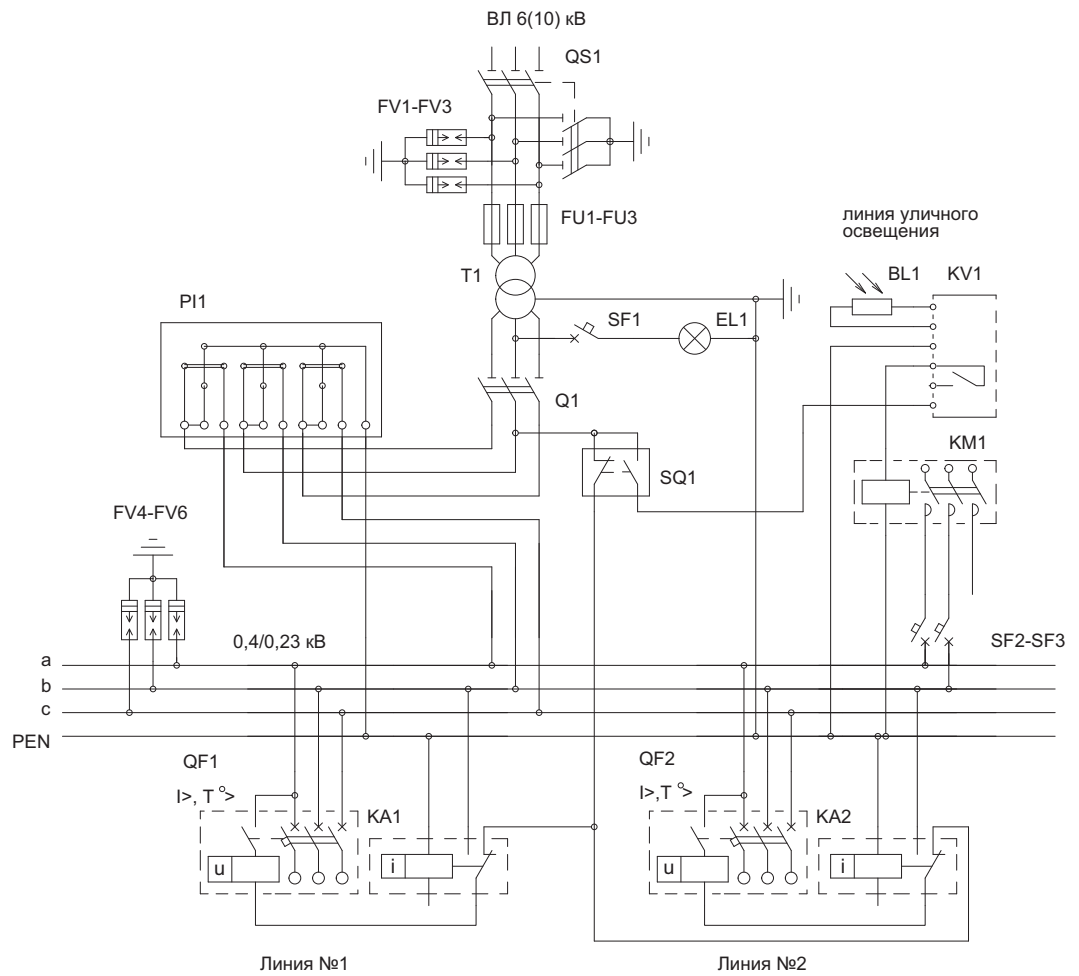 ВЛ 6(10) кВ
QS1
FV1-FV3
FU1-FU3
линия уличного
освещения
T1
BL1
KV1
PI1
SF1
EL1
Q1
KM1
SQ1
FV4-FV6
0,4/0,23 кВ
SF2-SF3
a
b
c
PEN
QF1
QF2
I>, T °>
I>,T °>
KA1
KA2
u
i
u
i
Линия №1
Линия №2